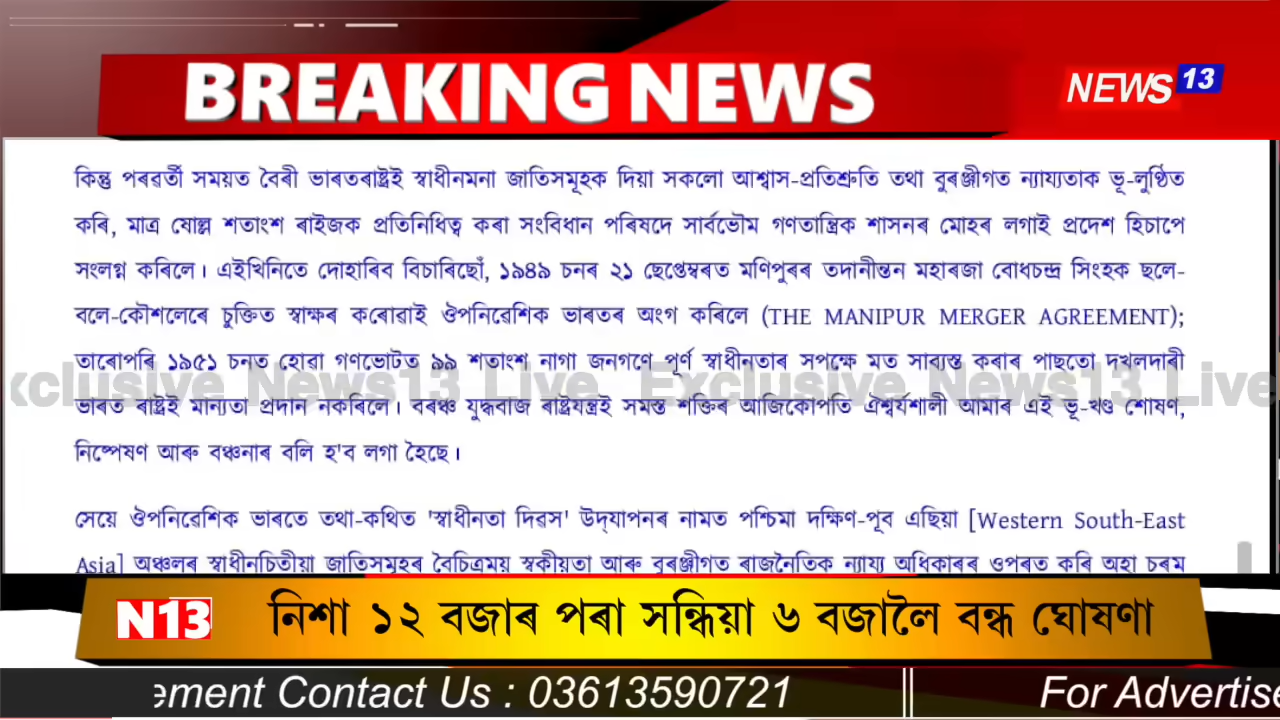 BREAKING NEWS
NEWS 13
কিন্তু পৰৱৰ্তী সময়ত বৈৰী ভাৰতৰাষ্ট্ৰই স্বাধীনমনা জাতিসমূহক দিয়া সকলো আশ্বাস-প্ৰতিশ্ৰুতি তথা বুৰঞ্জীগত ন্যায্যতাক ভূ-লুণ্ঠিত
কৰি, মাত্ৰ ষোল্ল শতাংশ ৰাইজক প্ৰতিনিধিত্ব কৰা সংবিধান পৰিষদে সাৰ্বভৌম গণতান্ত্ৰিক শাসনৰ মোহৰ লগাই প্ৰদেশ হিচাপে
সংলগ্ন কৰিলে। এইখিনিতে দোহাৰিব বিচাৰিছোঁ, ১৯৪৯ চনৰ ২১ ছেপ্তেম্বৰত মণিপুৰৰ তদানীন্তন মহাৰজা বোধচন্দ্ৰ সিংহক ছলে-
বলে-কৌশলেৰে চুক্তিত স্বাক্ষৰ কৰোৱাই ঔপনিৱেশিক ভাৰতৰ অংগ কৰিলে (THE MANIPUR MERGER AGREEMENT);
তাৰোপৰি ১৯৫১ চনত হোৱা গণভোটত ৯৯ শতাংশ নাগা জনগণে পূৰ্ণ স্বাধীনতাৰ সপক্ষে মত সাব্যস্ত কৰাৰ পাছতো দখলদাৰী
xclusive News13 Live Exclusive News13 Live
ভাৰত ৰাষ্ট্ৰই মান্যতা প্ৰদান নকৰিলে। বৰঞ্চ যুদ্ধবাজ ৰাষ্ট্ৰযন্ত্ৰই সমস্ত শক্তিৰ আজিকোপতি ঐশ্বৰ্যশালী আমাৰ এই ভূ-খণ্ড শোষণ,
নিষ্পেষণ আৰু বঞ্চনাৰ বলি হ'ব লগা হৈছে।
সেয়ে ঔপনিৱেশিক ভাৰতে তথা-কথিত 'স্বাধীনতা দিৱস' উদ্‌যাপনৰ নামত পশ্চিমা দক্ষিণ-পূব এছিয়া [Western South-East
Asia] অঞ্চলৰ স্বাধীনচিতীয়া জাতিসমূহৰ বৈচিত্ৰময় স্বকীয়তা আৰু বুৰঞ্জীগত ৰাজনৈতিক ন্যায্য অধিকাৰৰ ওপৰত কৰি অহা চৰম
N13 নিশা ১২ বজাৰ পৰা সন্ধিয়া ৬ বজালৈ বন্ধ ঘোষণা
ement Contact Us : 03613590721 || For Advertise